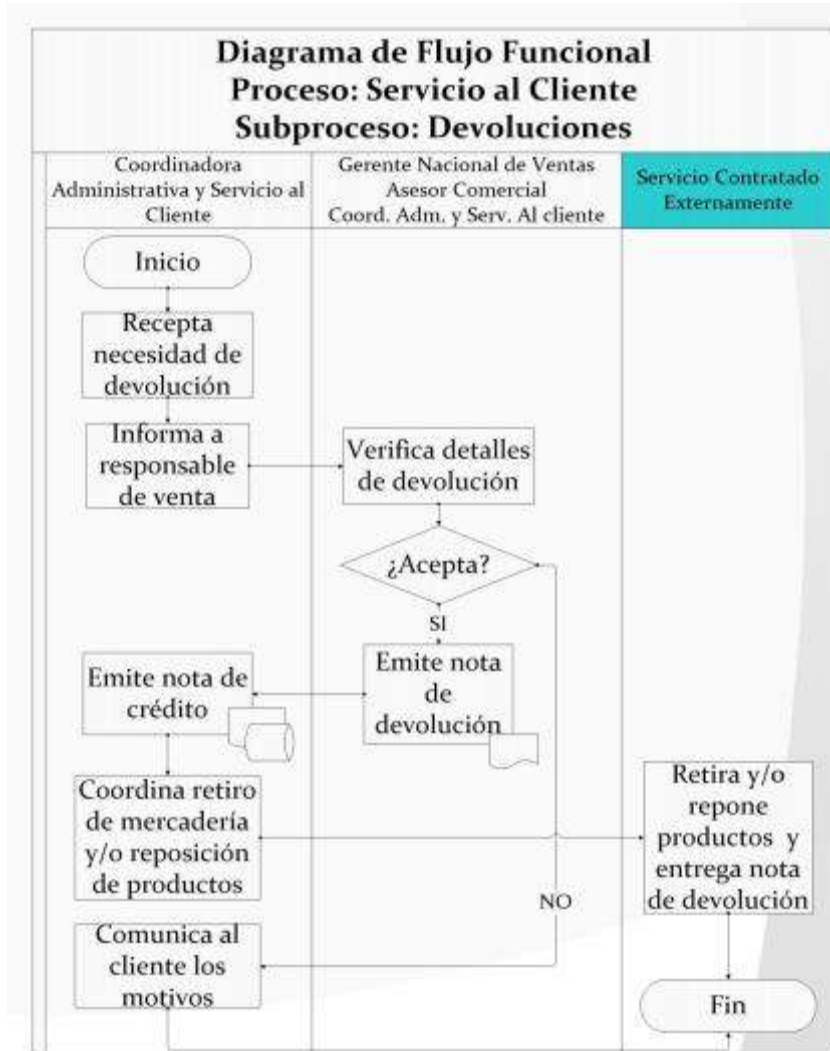 Diagrama de Flujo Funcional
Proceso: Servicio al Cliente
Subproceso: Devoluciones
Coordinadora
Administrativa y Servicio al
Cliente
Gerente Nacional de Ventas
Asesor Comercial
Coord. Adm. y Serv. Al cliente
Servicio Contratado
Externamente
Inicio
Recepta
necesidad de
devolución
Informa a
responsable
de venta
Verifica detalles
de devolución
¿Acepta?
SI
Emite nota
de
devolución
Emite nota de
crédito
Coordina retiro
de mercadería
y/o reposición
de productos
Retira y/o
repone
productos y
entrega nota
de devolución
NO
Comunica al
cliente los
motivos
Fin